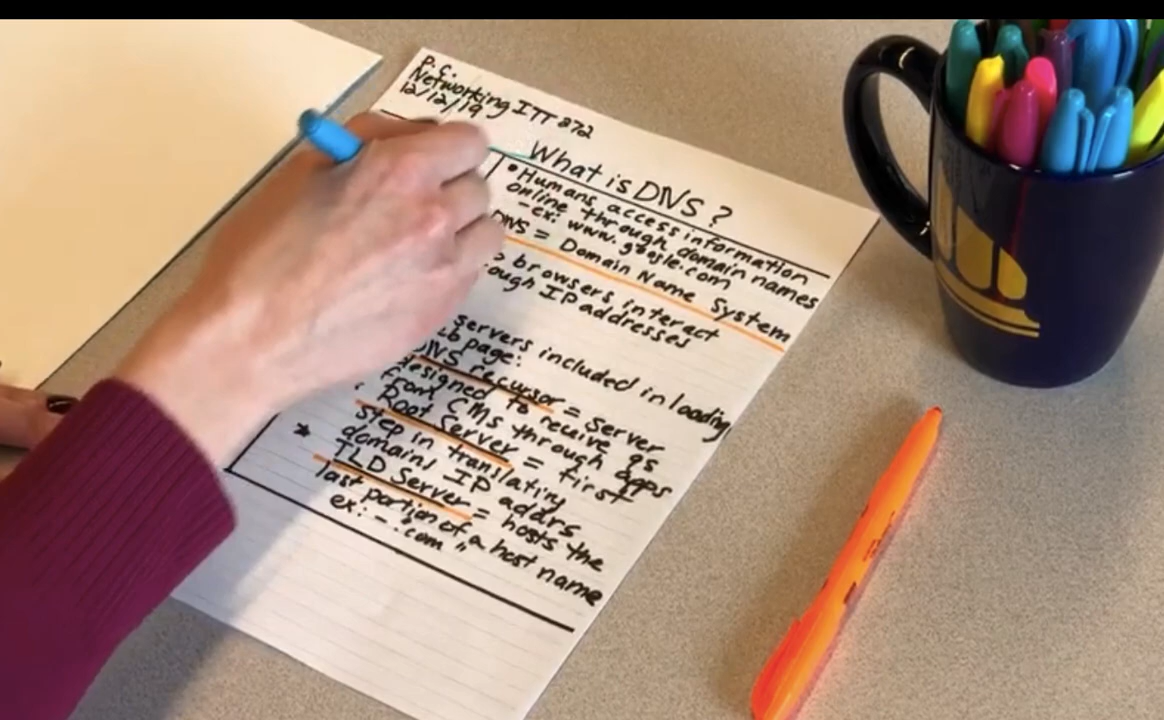 P.C.
Networking ITT 872
12/12/19
What is DNS?
• Humans access information
online through domain names
- ex: www.google.com
DNS = Domain Name System
browsers interact
IP addresses
servers included in loading
page:
DNS recursor = server
designed to receive qs
from CMs through apps
Root Server = first
step in translating
domains IP addrs
TLD Server = hosts the
last portion of a host name
ex: - ".com"